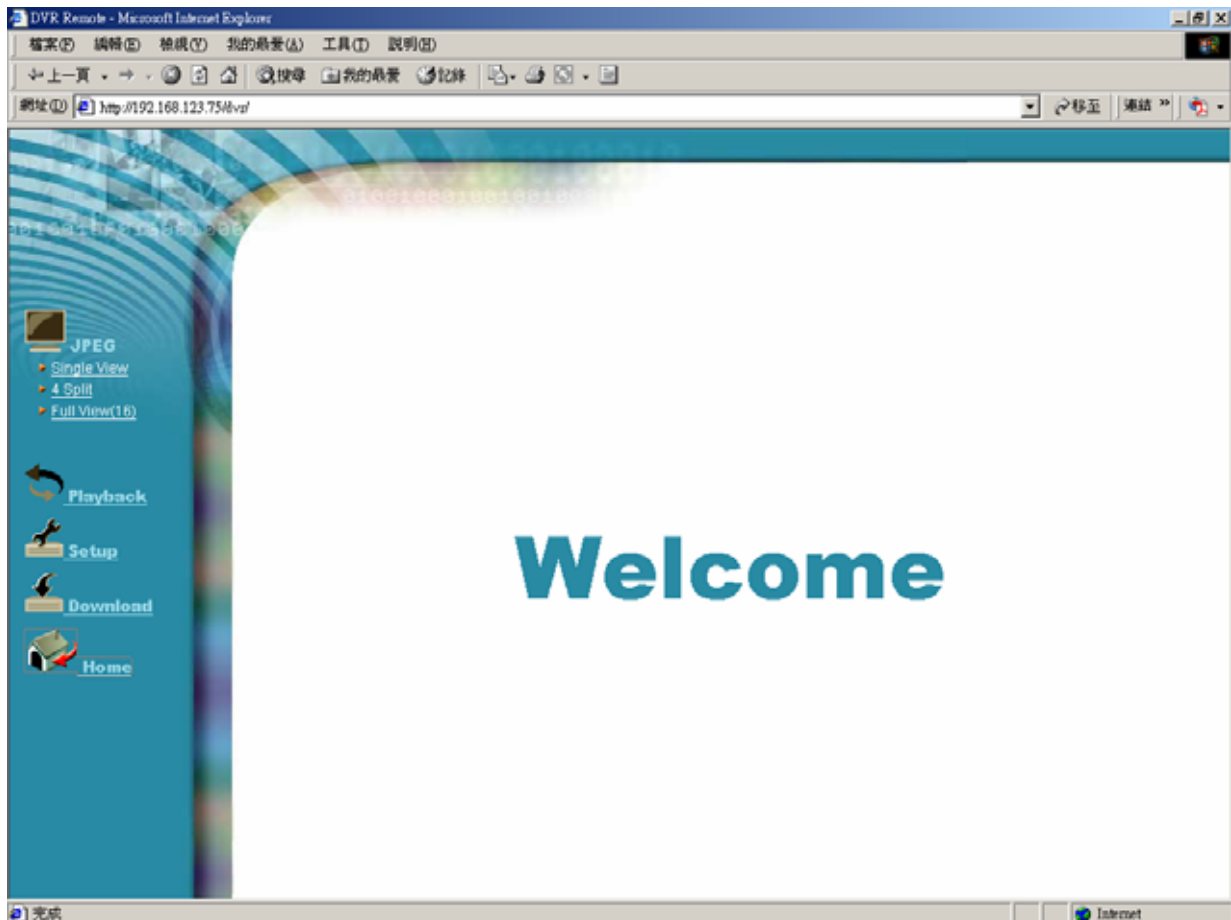 DVR Remote - Microsoft Internet Explorer
檔案(F) 編輯(E) 檢視(V) 我的最愛(A) 工具(T) 說明(H)
上一頁 搜尋 我的最愛 記錄
網址(D) http://192.168.123.75/dvr/ 移至 連結 »
JPEG
Single View
4 Split
Full View(16)
Playback
Setup
Download
Home
Welcome
完成 Internet